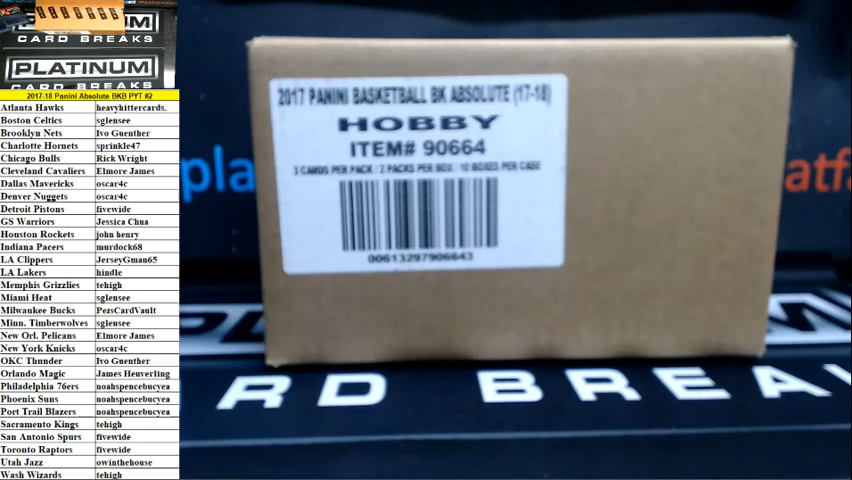 PLATINUM
CARD BREAKS
PLATINUM
CARD BREAKS
2017-18 Panini Absolute BKB PYT #2
Atlanta Hawks heavyhittercards.
Boston Celtics sglensee
Brooklyn Nets Ivo Guenther
Charlotte Hornets sprinkle47
Chicago Bulls Rick Wright
Cleveland Cavaliers Elmore James
Dallas Mavericks oscar4c
Denver Nuggets oscar4c
Detroit Pistons fivewide
GS Warriors Jessica Chua
Houston Rockets john henry
Indiana Pacers murdock68
LA Clippers JerseyGman65
LA Lakers hindle
Memphis Grizzlies tehigh
Miami Heat sglensee
Milwaukee Bucks PezsCardVault
Minn. Timberwolves sglensee
New Orl. Pelicans Elmore James
New York Knicks oscar4c
OKC Thunder Ivo Guenther
Orlando Magic James Heuverling
Philadelphia 76ers noahspencebucyea
Phoenix Suns noahspencebucyea
Port Trail Blazers noahspencebucyea
Sacramento Kings tehigh
San Antonio Spurs fivewide
Toronto Raptors fivewide
Utah Jazz owinthehouse
Wash Wizards tehigh
2017 PANINI BASKETBALL BK ABSOLUTE (17-18)
HOBBY
ITEM# 90664
3 CARDS PER PACK / 2 PACKS PER BOX / 10 BOXES PER CASE
00613297906643
pla
atfa
UM
RD BREA